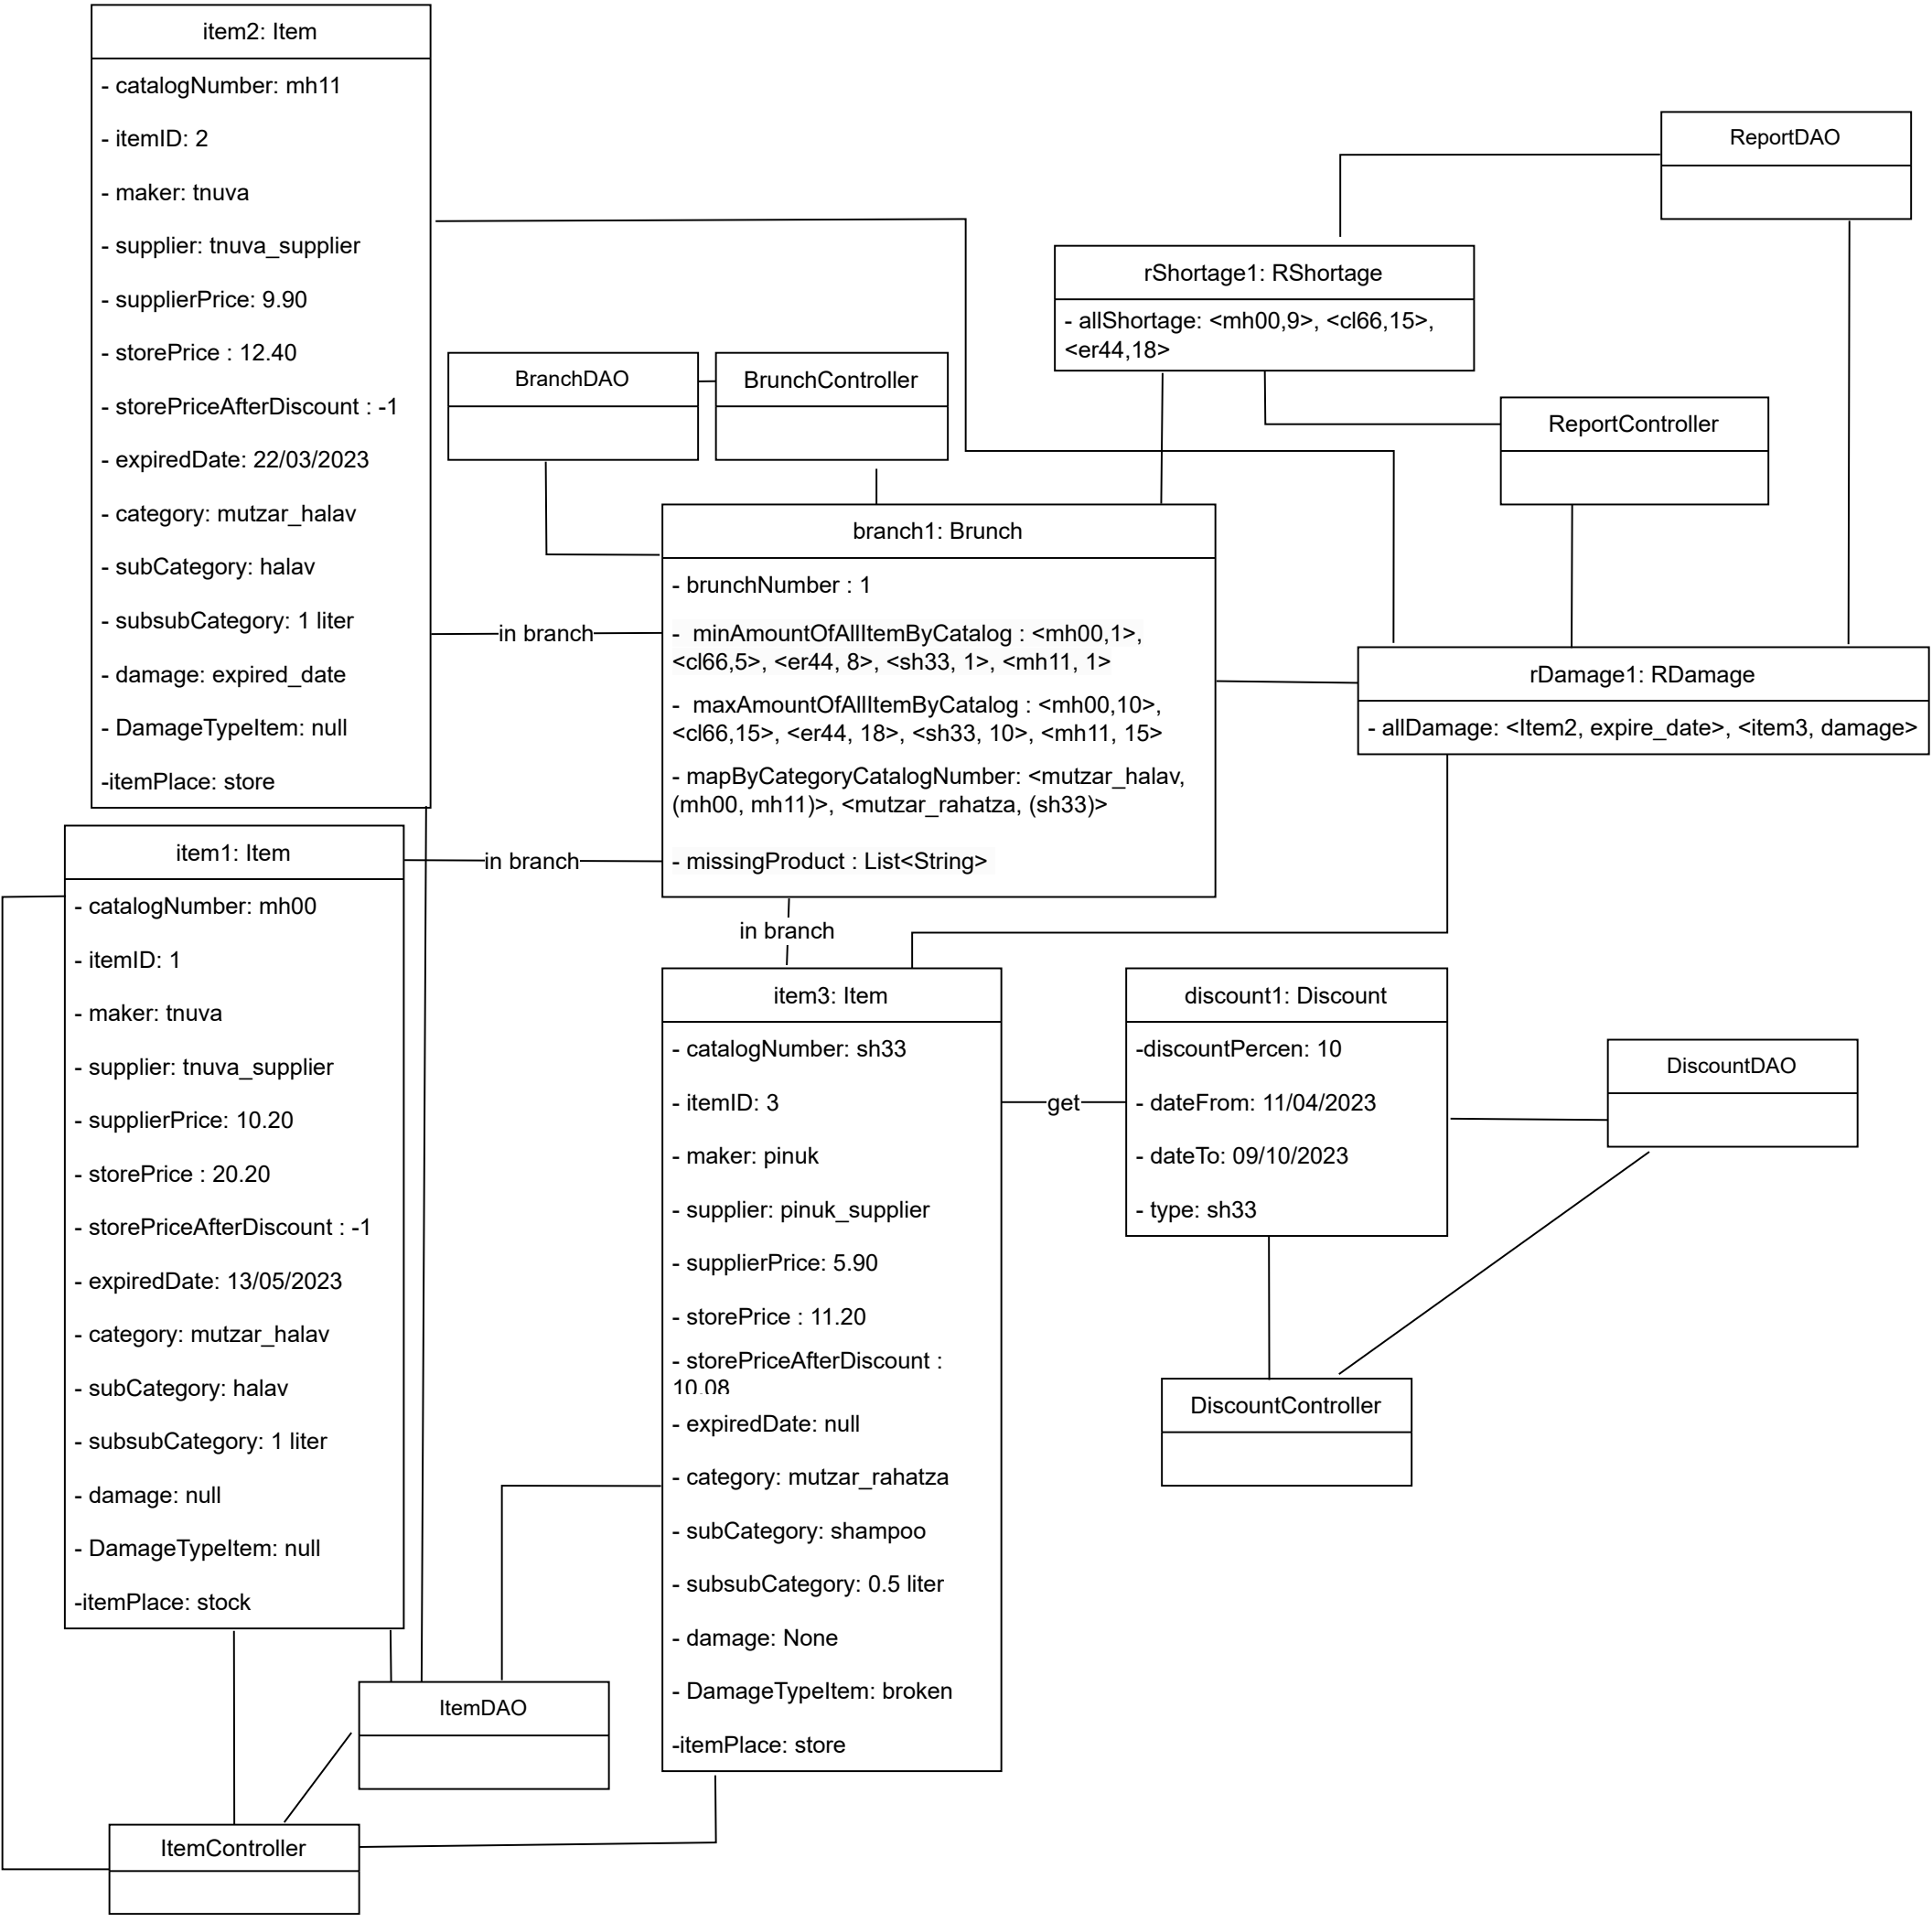 item2: Item
- catalogNumber: mh11
- itemID: 2
- maker: tnuva
- supplier: tnuva_supplier
- supplierPrice: 9.90
- storePrice : 12.40
- storePriceAfterDiscount : -1
- expiredDate: 22/03/2023
- category: mutzar_halav
- subCategory: halav
- subsubCategory: 1 liter
- damage: expired_date
- DamageTypeItem: null
-itemPlace: store
ReportDAO
rShortage1: RShortage
- allShortage: <mh00,9>, <cl66,15>,
<er44,18>
BranchDAO
BrunchController
ReportController
branch1: Brunch
- brunchNumber : 1
-  minAmountOfAllItemByCatalog : <mh00,1>,
<cl66,5>, <er44, 8>, <sh33, 1>, <mh11, 1>
-  maxAmountOfAllItemByCatalog : <mh00,10>,
<cl66,15>, <er44, 18>, <sh33, 10>, <mh11, 15>
- mapByCategoryCatalogNumber: <mutzar_halav,
(mh00, mh11)>, <mutzar_rahatza, (sh33)>
- missingProduct : List<String>
in branch
in branch
in branch
rDamage1: RDamage
- allDamage: <Item2, expire_date>, <item3, damage>
item1: Item
- catalogNumber: mh00
- itemID: 1
- maker: tnuva
- supplier: tnuva_supplier
- supplierPrice: 10.20
- storePrice : 20.20
- storePriceAfterDiscount : -1
- expiredDate: 13/05/2023
- category: mutzar_halav
- subCategory: halav
- subsubCategory: 1 liter
- damage: null
- DamageTypeItem: null
-itemPlace: stock
item3: Item
- catalogNumber: sh33
- itemID: 3
- maker: pinuk
- supplier: pinuk_supplier
- supplierPrice: 5.90
- storePrice : 11.20
- storePriceAfterDiscount :
10.08
- expiredDate: null
- category: mutzar_rahatza
- subCategory: shampoo
- subsubCategory: 0.5 liter
- damage: None
- DamageTypeItem: broken
-itemPlace: store
get
discount1: Discount
-discountPercen: 10
- dateFrom: 11/04/2023
- dateTo: 09/10/2023
- type: sh33
DiscountDAO
DiscountController
ItemDAO
ItemController